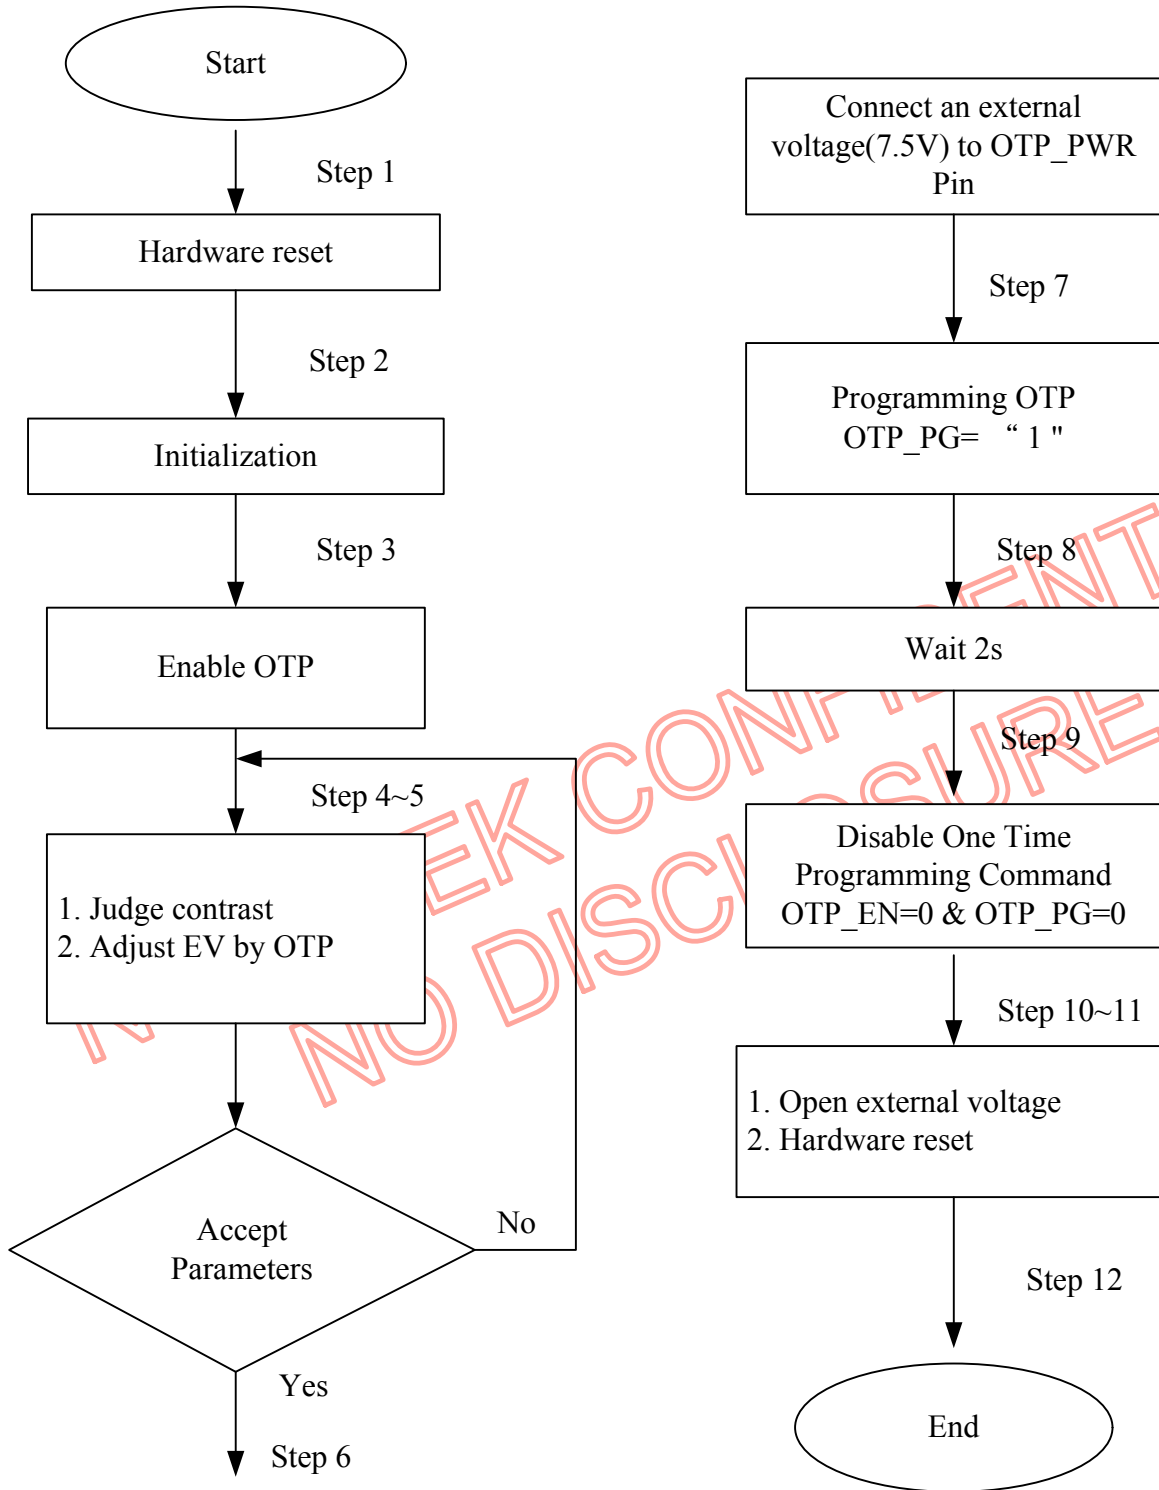 Start
Step 1
Hardware reset
Step 2
Initialization
Step 3
Enable OTP
Step 4~5
1. Judge contrast
2. Adjust EV by OTP
Accept
Parameters
No
Yes
Step 6
Connect an external
voltage(7.5V) to OTP_PWR
Pin
Step 7
Programming OTP
OTP_PG= “ 1 "
Step 8
Wait 2s
Step 9
Disable One Time
Programming Command
OTP_EN=0 & OTP_PG=0
Step 10~11
1. Open external voltage
2. Hardware reset
Step 12
End
NO